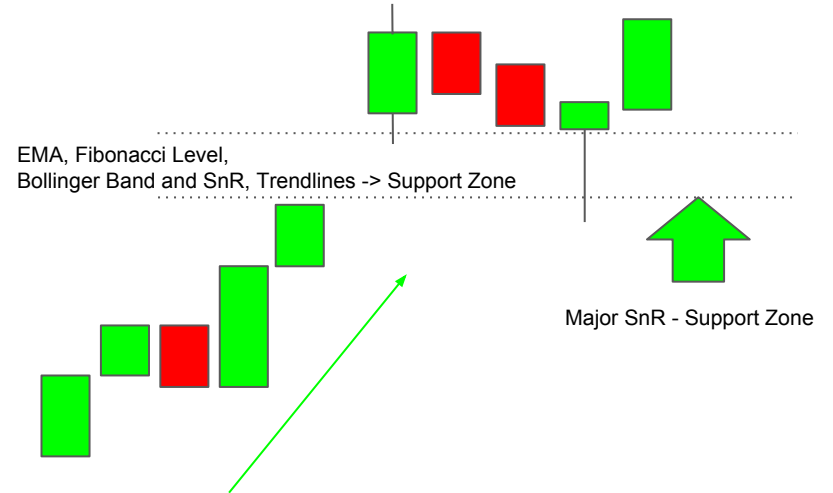 EMA, Fibonacci Level,
Bollinger Band and SnR, Trendlines -> Support Zone
Major SnR - Support Zone